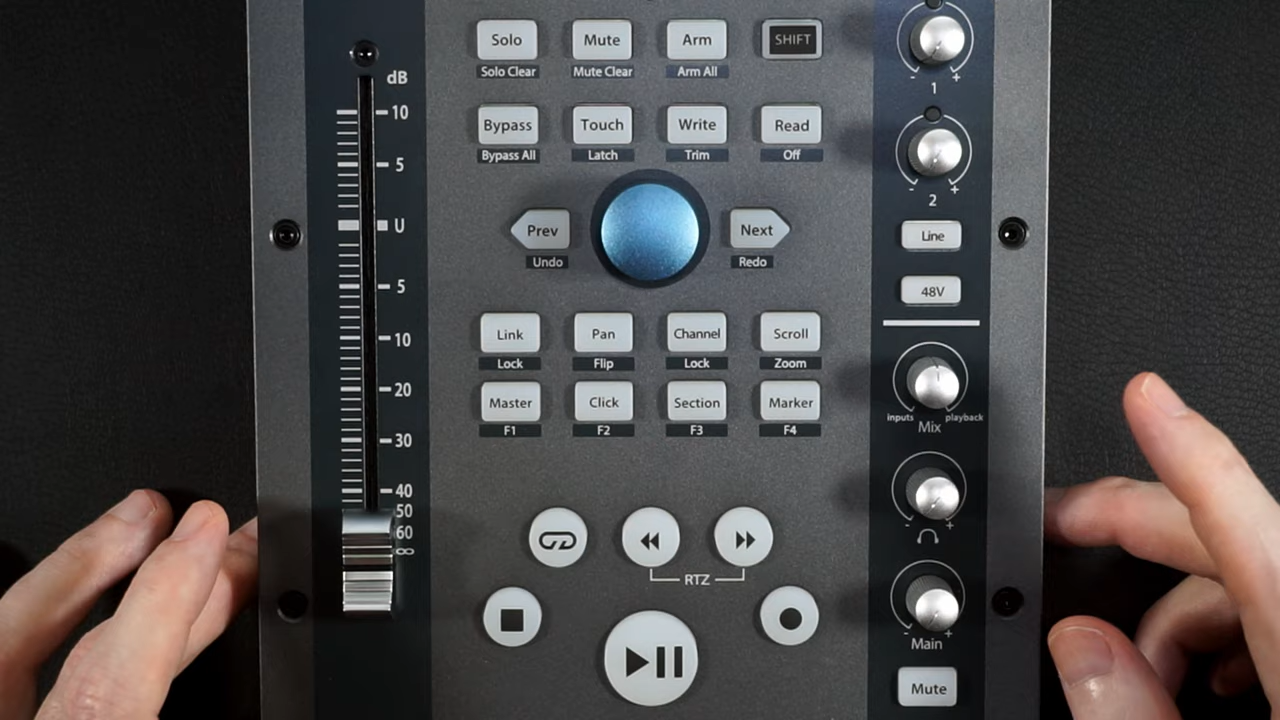 Solo Mute Arm SHIFT
Solo Clear Mute Clear Arm All
Bypass Touch Write Read
Bypass All Latch Trim Off
Prev Next
Undo Redo
Link Pan Channel Scroll
Lock Flip Lock Zoom
Master Click Section Marker
F1 F2 F3 F4
RTZ
dB
10
5
U
5
10
20
30
40
50
60
∞
- +
1
- +
2
Line
48V
inputs playback
Mix
- +
- +
Main
Mute